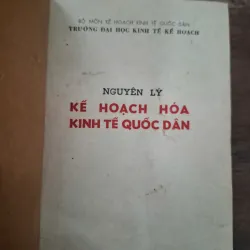 BỘ MÔN KẾ HOẠCH KINH TẾ QUỐC DÂN
TRƯỜNG ĐẠI HỌC KINH TẾ KẾ HOẠCH
NGUYÊN LÝ
KẾ HOẠCH HÓA
KINH TẾ QUỐC DÂN